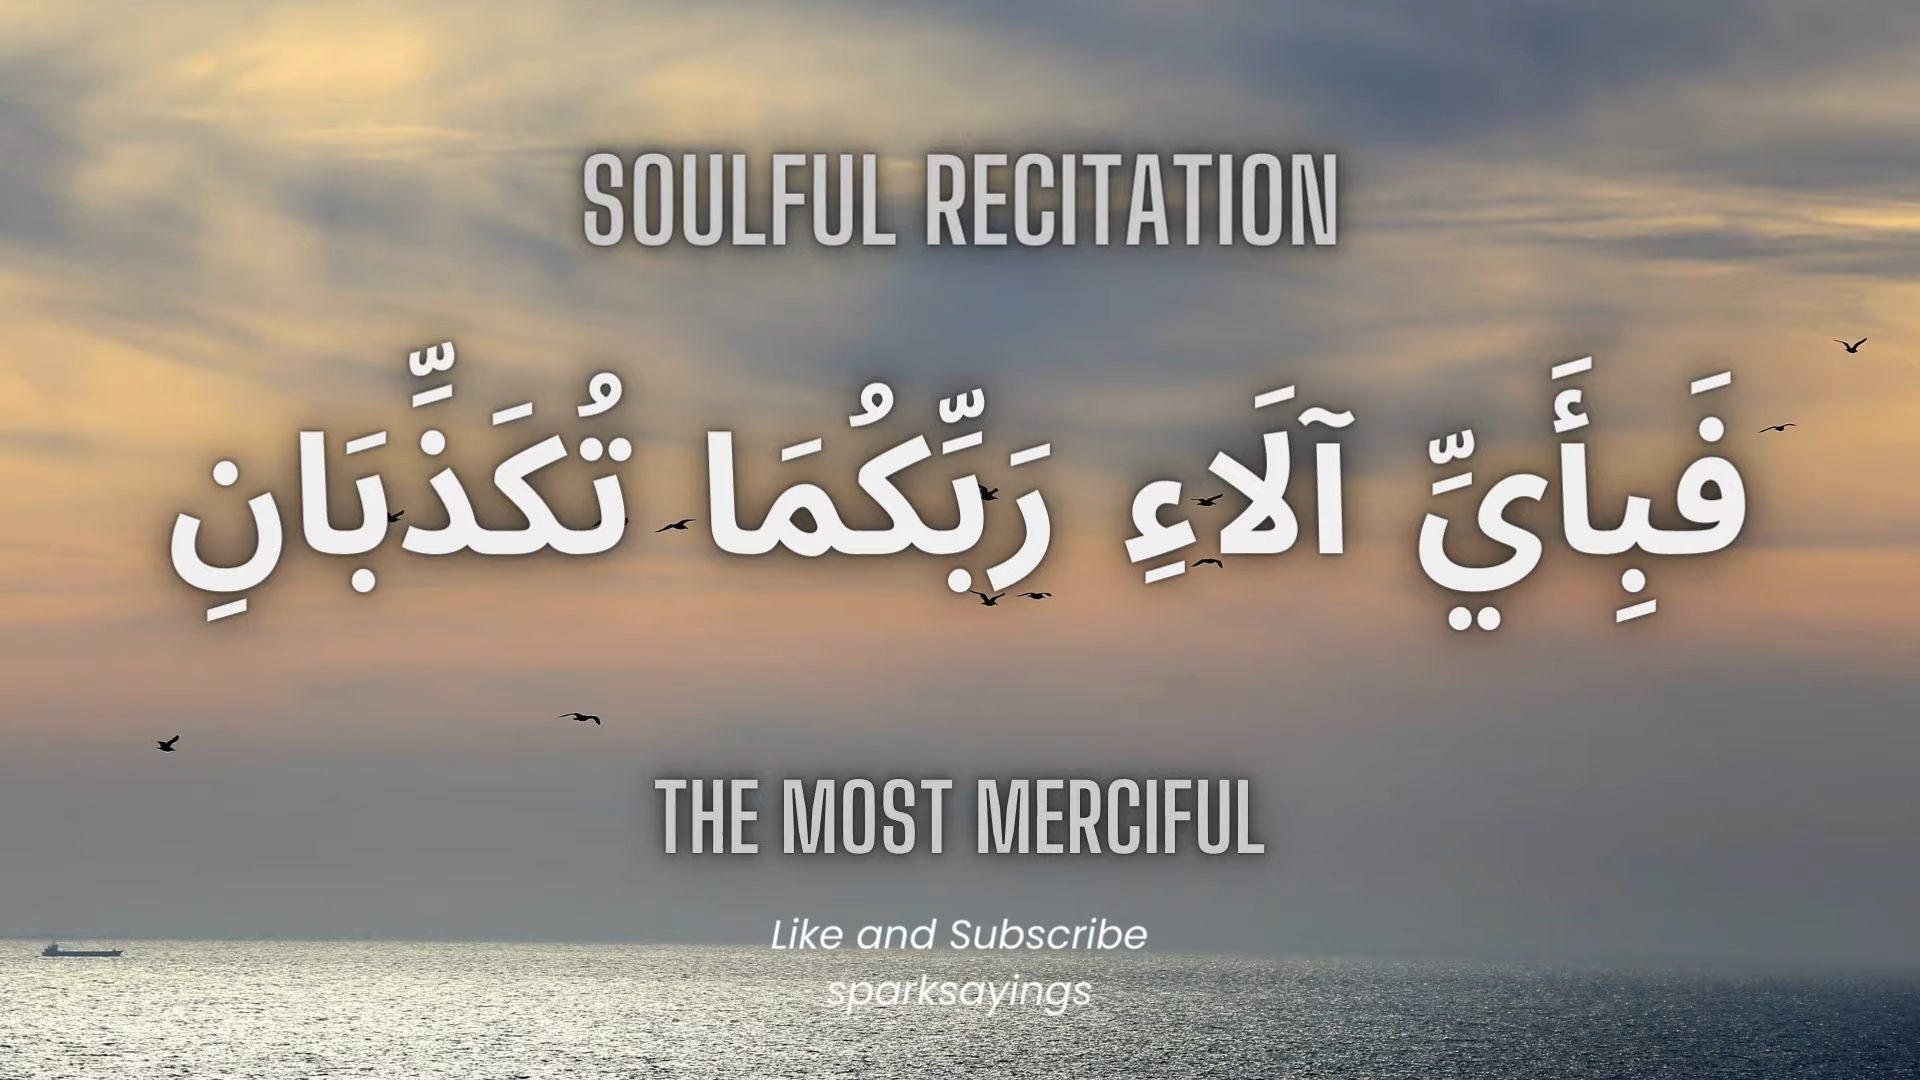 SOULFUL RECITATION
فَبِأَيِّ آلَاءِ رَبِّكُمَا تُكَذِّبَانِ
THE MOST MERCIFUL
Like and Subscribe
sparksayings